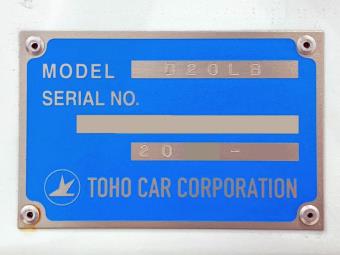 MODEL D20LB
SERIAL NO.
20 -
TOHO CAR CORPORATION